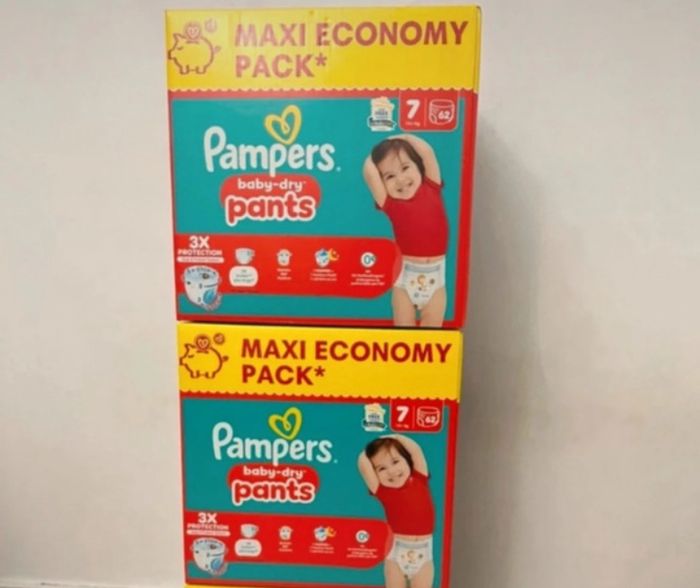 MAXI ECONOMY
PACK*
7
62
Pampers
baby-dry
pants
3X
PROTECTION
MAXI ECONOMY
PACK*
7
62
Pampers
baby-dry
pants
3X
PROTECTION